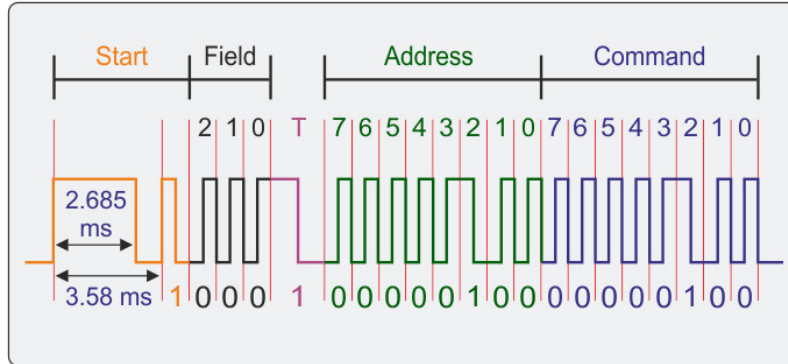 Start Field Address Command
2 1 0 T 7 6 5 4 3 2 1 0 7 6 5 4 3 2 1 0
2.685
ms
3.58 ms 1 0 0 0 1 0 0 0 0 0 1 0 0 0 0 0 0 0 1 0 0